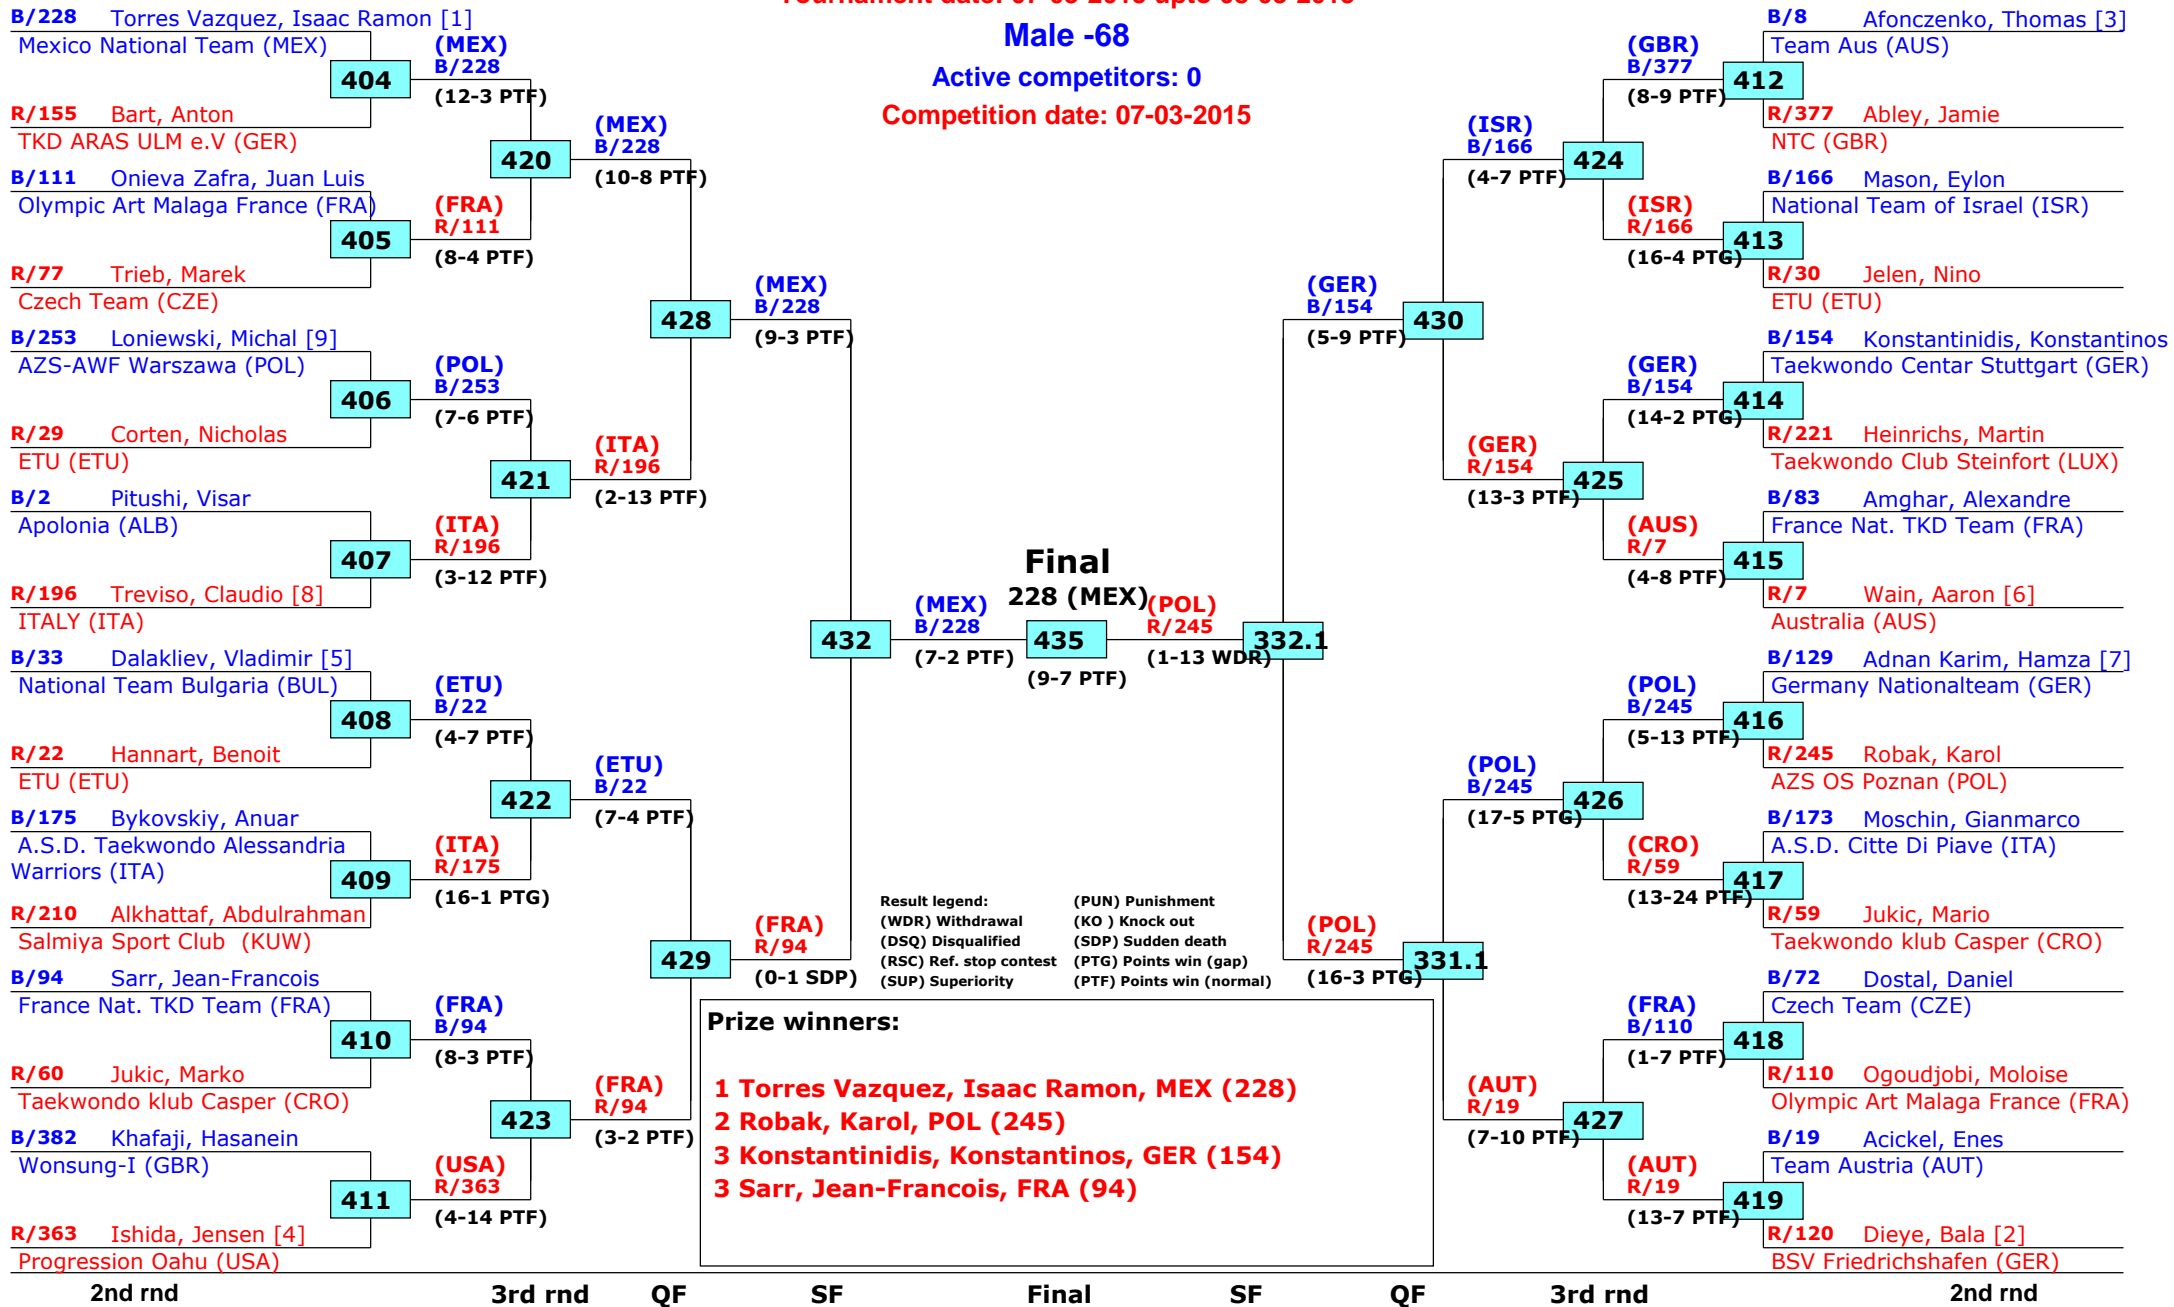 Male -68
Active competitors: 0
Competition date: 07-03-2015
B/228 Torres Vazquez, Isaac Ramon [1]
Mexico National Team (MEX)
404
R/155 Bart, Anton
TKD ARAS ULM e.V (GER)
B/111 Onieva Zafra, Juan Luis
Olympic Art Malaga France (FRA)
405
R/77 Trieb, Marek
Czech Team (CZE)
B/253 Loniewski, Michal [9]
AZS-AWF Warszawa (POL)
406
R/29 Corten, Nicholas
ETU (ETU)
B/2 Pitushi, Visar
Apolonia (ALB)
407
R/196 Treviso, Claudio [8]
ITALY (ITA)
B/33 Dalakliev, Vladimir [5]
National Team Bulgaria (BUL)
408
R/22 Hannart, Benoit
ETU (ETU)
B/175 Bykovskiy, Anuar
A.S.D. Taekwondo Alessandria
Warriors (ITA)
409
R/210 Alkhattaf, Abdulrahman
Salmiya Sport Club (KUW)
B/94 Sarr, Jean-Francois
France Nat. TKD Team (FRA)
410
R/60 Jukic, Marko
Taekwondo klub Casper (CRO)
B/382 Khafaji, Hasanein
Wonsung-I (GBR)
411
R/363 Ishida, Jensen [4]
Progression Oahu (USA)
(MEX)
B/228
(12-3 PTF)
420
(FRA)
R/111
(8-4 PTF)
(POL)
B/253
(7-6 PTF)
421
(ITA)
R/196
(3-12 PTF)
(ETU)
B/22
(4-7 PTF)
422
(ITA)
R/175
(16-1 PTG)
(FRA)
B/94
(8-3 PTF)
423
(USA)
R/363
(4-14 PTF)
(MEX)
B/228
(10-8 PTF)
428
(ITA)
R/196
(2-13 PTF)
(ETU)
B/22
(7-4 PTF)
429
(FRA)
R/94
(3-2 PTF)
(MEX)
B/228
(9-3 PTF)
432
(FRA)
R/94
(0-1 SDP)
(MEX)
B/228
(7-2 PTF)
Final
228 (MEX)
435
(9-7 PTF)
(POL)
R/245
(1-13 WDR)
332.1
(GER)
B/154
(5-9 PTF)
430
(POL)
R/245
(16-3 PTG)
331.1
(ISR)
B/166
(4-7 PTF)
424
(GER)
R/154
(13-3 PTF)
425
(POL)
B/245
(17-5 PTG)
426
(AUT)
R/19
(7-10 PTF)
427
(GBR)
B/377
(8-9 PTF)
412
(ISR)
R/166
(16-4 PTG)
413
(GER)
B/154
(14-2 PTG)
414
(AUS)
R/7
(4-8 PTF)
415
(POL)
B/245
(5-13 PTF)
416
(CRO)
R/59
(13-24 PTF)
417
(FRA)
B/110
(1-7 PTF)
418
(AUT)
R/19
(13-7 PTF)
419
B/8 Afonczenko, Thomas [3]
Team Aus (AUS)
R/377 Abley, Jamie
NTC (GBR)
B/166 Mason, Eylon
National Team of Israel (ISR)
R/30 Jelen, Nino
ETU (ETU)
B/154 Konstantinidis, Konstantinos
Taekwondo Centar Stuttgart (GER)
R/221 Heinrichs, Martin
Taekwondo Club Steinfort (LUX)
B/83 Amghar, Alexandre
France Nat. TKD Team (FRA)
R/7 Wain, Aaron [6]
Australia (AUS)
B/129 Adnan Karim, Hamza [7]
Germany Nationalteam (GER)
R/245 Robak, Karol
AZS OS Poznan (POL)
B/173 Moschin, Gianmarco
A.S.D. Citte Di Piave (ITA)
R/59 Jukic, Mario
Taekwondo klub Casper (CRO)
B/72 Dostal, Daniel
Czech Team (CZE)
R/110 Ogoudjobi, Moloise
Olympic Art Malaga France (FRA)
B/19 Acickel, Enes
Team Austria (AUT)
R/120 Dieye, Bala [2]
BSV Friedrichshafen (GER)
Result legend: (PUN) Punishment
(WDR) Withdrawal (KO ) Knock out
(DSQ) Disqualified (SDP) Sudden death
(RSC) Ref. stop contest (PTG) Points win (gap)
(SUP) Superiority (PTF) Points win (normal)
Prize winners:
1 Torres Vazquez, Isaac Ramon, MEX (228)
2 Robak, Karol, POL (245)
3 Konstantinidis, Konstantinos, GER (154)
3 Sarr, Jean-Francois, FRA (94)
2nd rnd 3rd rnd QF SF Final SF QF 3rd rnd 2nd rnd